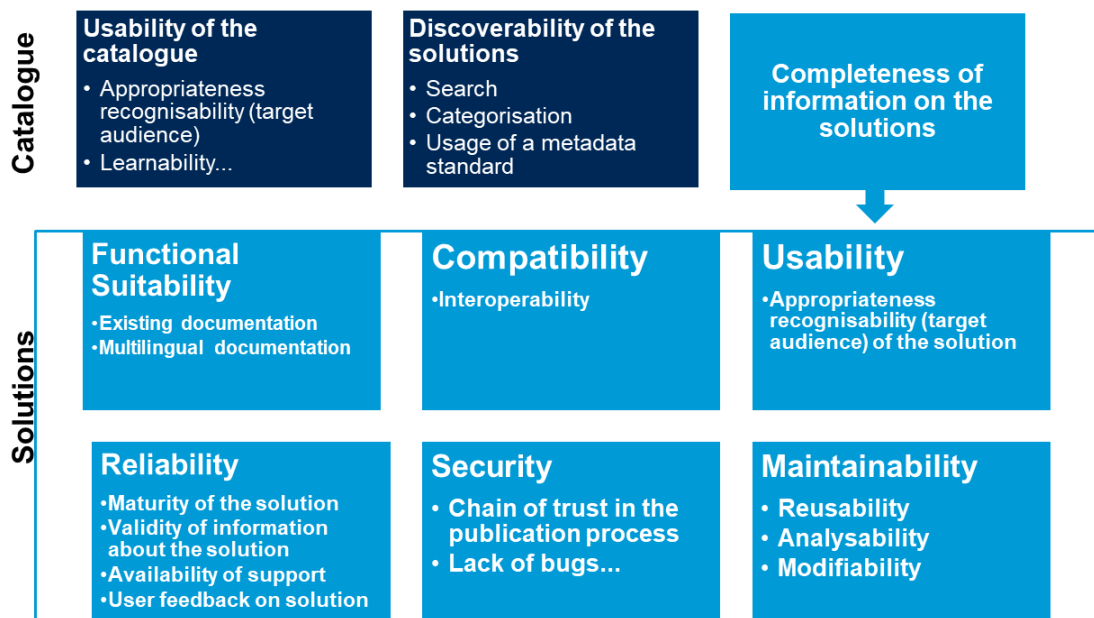 Catalogue
Usability of the
catalogue
• Appropriateness
recognisability (target
audience)
• Learnability...
Discoverability of the
solutions
• Search
• Categorisation
• Usage of a metadata
standard
Completeness of
information on the
solutions
Solutions
Functional
Suitability
•Existing documentation
•Multilingual documentation
Compatibility
•Interoperability
Usability
•Appropriateness
recognisability (target
audience) of the solution
Reliability
•Maturity of the solution
•Validity of information
about the solution
•Availability of support
•User feedback on solution
Security
• Chain of trust in the
publication process
• Lack of bugs...
Maintainability
• Reusability
• Analysability
• Modifiability